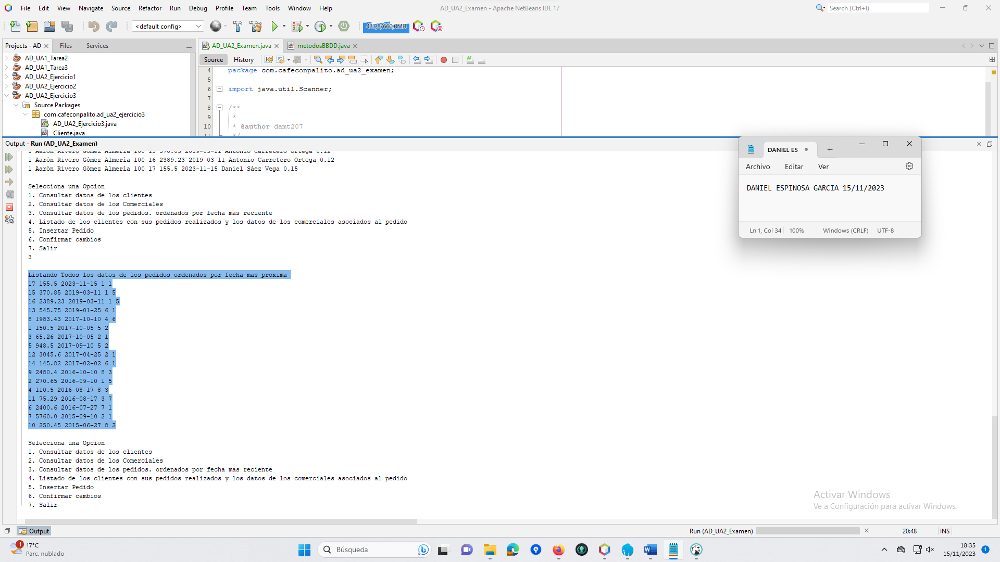 File Edit View Navigate Source Refactor Run Debug Profile Team Tools Window Help
AD_UA2_Examen - Apache NetBeans IDE 17
Search (Ctrl+I)
<default config>
437,8/660,0MB
Projects - AD
Files
Services
AD_UA2_Examen.java
metodosBBDD.java
AD_UA1_Tarea2
AD_UA1_Tarea3
AD_UA2_Ejercicio1
AD_UA2_Ejercicio2
AD_UA2_Ejercicio3
Source Packages
com.cafeconpalito.ad_ua2_ejercicio3
AD_UA2_Ejercicio3.java
Cliente.java
Source
History
4 package com.cafeconpalito.ad_ua2_examen;
5
6 import java.util.Scanner;
7
8 /**
9 *
10 * @author damt207
11 */
Output - Run (AD_UA2_Examen)
1 Aarón Rivero Gómez Almería 100 15 370.85 2019-03-11 Antonio Carretero Ortega 0.12
1 Aarón Rivero Gómez Almería 100 16 2389.23 2019-03-11 Antonio Carretero Ortega 0.12
1 Aarón Rivero Gómez Almería 100 17 155.5 2023-11-15 Daniel Sáez Vega 0.15
Selecciona una Opcion
1. Consultar datos de los clientes
2. Consultar datos de los Comerciales
3. Consultar datos de los pedidos. ordenados por fecha mas reciente
4. Listado de los clientes con sus pedidos realizados y los datos de los comerciales asociados al pedido
5. Insertar Pedido
6. Confirmar cambios
7. Salir
3
Listando Todos los datos de los pedidos ordenados por fecha mas proxima
17 155.5 2023-11-15 1 1
15 370.85 2019-03-11 1 5
16 2389.23 2019-03-11 1 5
13 545.75 2019-01-25 6 1
8 1983.43 2017-10-10 4 6
1 150.5 2017-10-05 5 2
3 65.26 2017-10-05 2 1
5 948.5 2017-09-10 5 2
12 3045.6 2017-04-25 2 1
14 145.82 2017-02-02 6 1
9 2480.4 2016-10-10 8 3
2 270.65 2016-09-10 1 5
4 110.5 2016-08-17 8 3
11 75.29 2016-08-17 3 7
6 2400.6 2016-07-27 7 1
7 5760.0 2015-09-10 2 1
10 250.45 2015-06-27 8 2
Selecciona una Opcion
1. Consultar datos de los clientes
2. Consultar datos de los Comerciales
3. Consultar datos de los pedidos. ordenados por fecha mas reciente
4. Listado de los clientes con sus pedidos realizados y los datos de los comerciales asociados al pedido
5. Insertar Pedido
6. Confirmar cambios
7. Salir
DANIEL ES
Archivo Editar Ver
DANIEL ESPINOSA GARCIA 15/11/2023
Ln 1, Col 34 100% Windows (CRLF) UTF-8
Activar Windows
Ve a Configuración para activar Windows.
Output
Run (AD_UA2_Examen)
20:48
INS
1
17°C
Parc. nublado
Búsqueda
18:35
15/11/2023
1